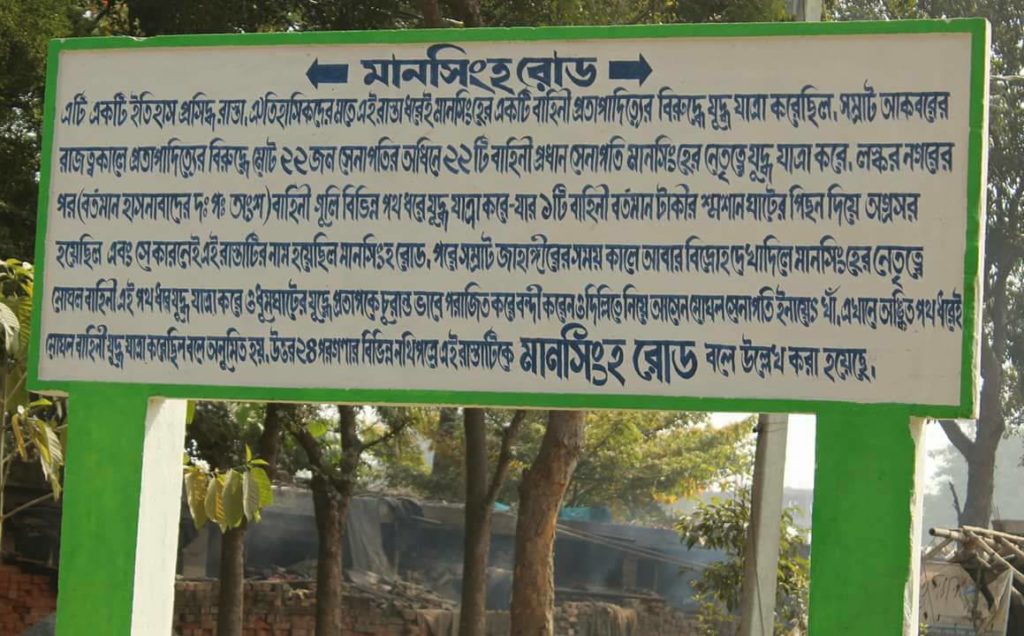 ← মানসিংহ রোড →
এটি একটি ইতিহাস প্রসিদ্ধ রাস্তা. ঐতিহাসিকদের মতে এই রাস্তা ধরেই মানসিংহের একটি বাহিনী প্রতাপাদিত্যের বিরুদ্ধে যুদ্ধ যাত্রা করেছিল. সম্রাট আকবরের
রাজত্বকালে প্রতাপাদিত্যের বিরুদ্ধে মোট ২২জন সেনাপতির অধিনে ২২টি বাহিনী প্রধান সেনাপতি মানসিংহের নেতৃত্বে যুদ্ধ যাত্রা করে. লস্কর নগরের
পর (বর্তমান হাসনাবাদের দঃ পঃ অংস) বাহিনী গুলি বিভিন্ন পথ ধরে যুদ্ধ যাত্রা করে-যার ১টি বাহিনী বর্তমান টাকীর শ্মশান ঘাটের পিছন দিয়ে অগ্রসর
হয়েছিল এবং সে কারনেই এই রাস্তাটির নাম হয়েছিল মানসিংহ রোড. পরে সম্রাট জাহাঙ্গীরের সময় কালে আবার বিদ্রোহ দেখাদিলে মানসিংহের নেতৃত্বে
মোঘল বাহিনী এই পথ ধরে যুদ্ধ যাত্রা করে ও ধুমঘাটের যুদ্ধে প্রতাপকে চুরান্ত ভাবে পরাজিত করে বন্দী করেন ও দিল্লিতে নিয়ে আসেন মোঘল সেনাপতি ইনায়েৎ খাঁ. এখানে অঙ্কিত পথ ধরেই
মোঘল বাহিনী যুদ্ধ যাত্রা করেছিল বলে অনুমিত হয়. উত্তর ২৪ পরগণার বিভিন্ন নথিপত্রে এই রাস্তাটিকে মানসিংহ রোড বলে উল্লেখ করা হয়েছে.